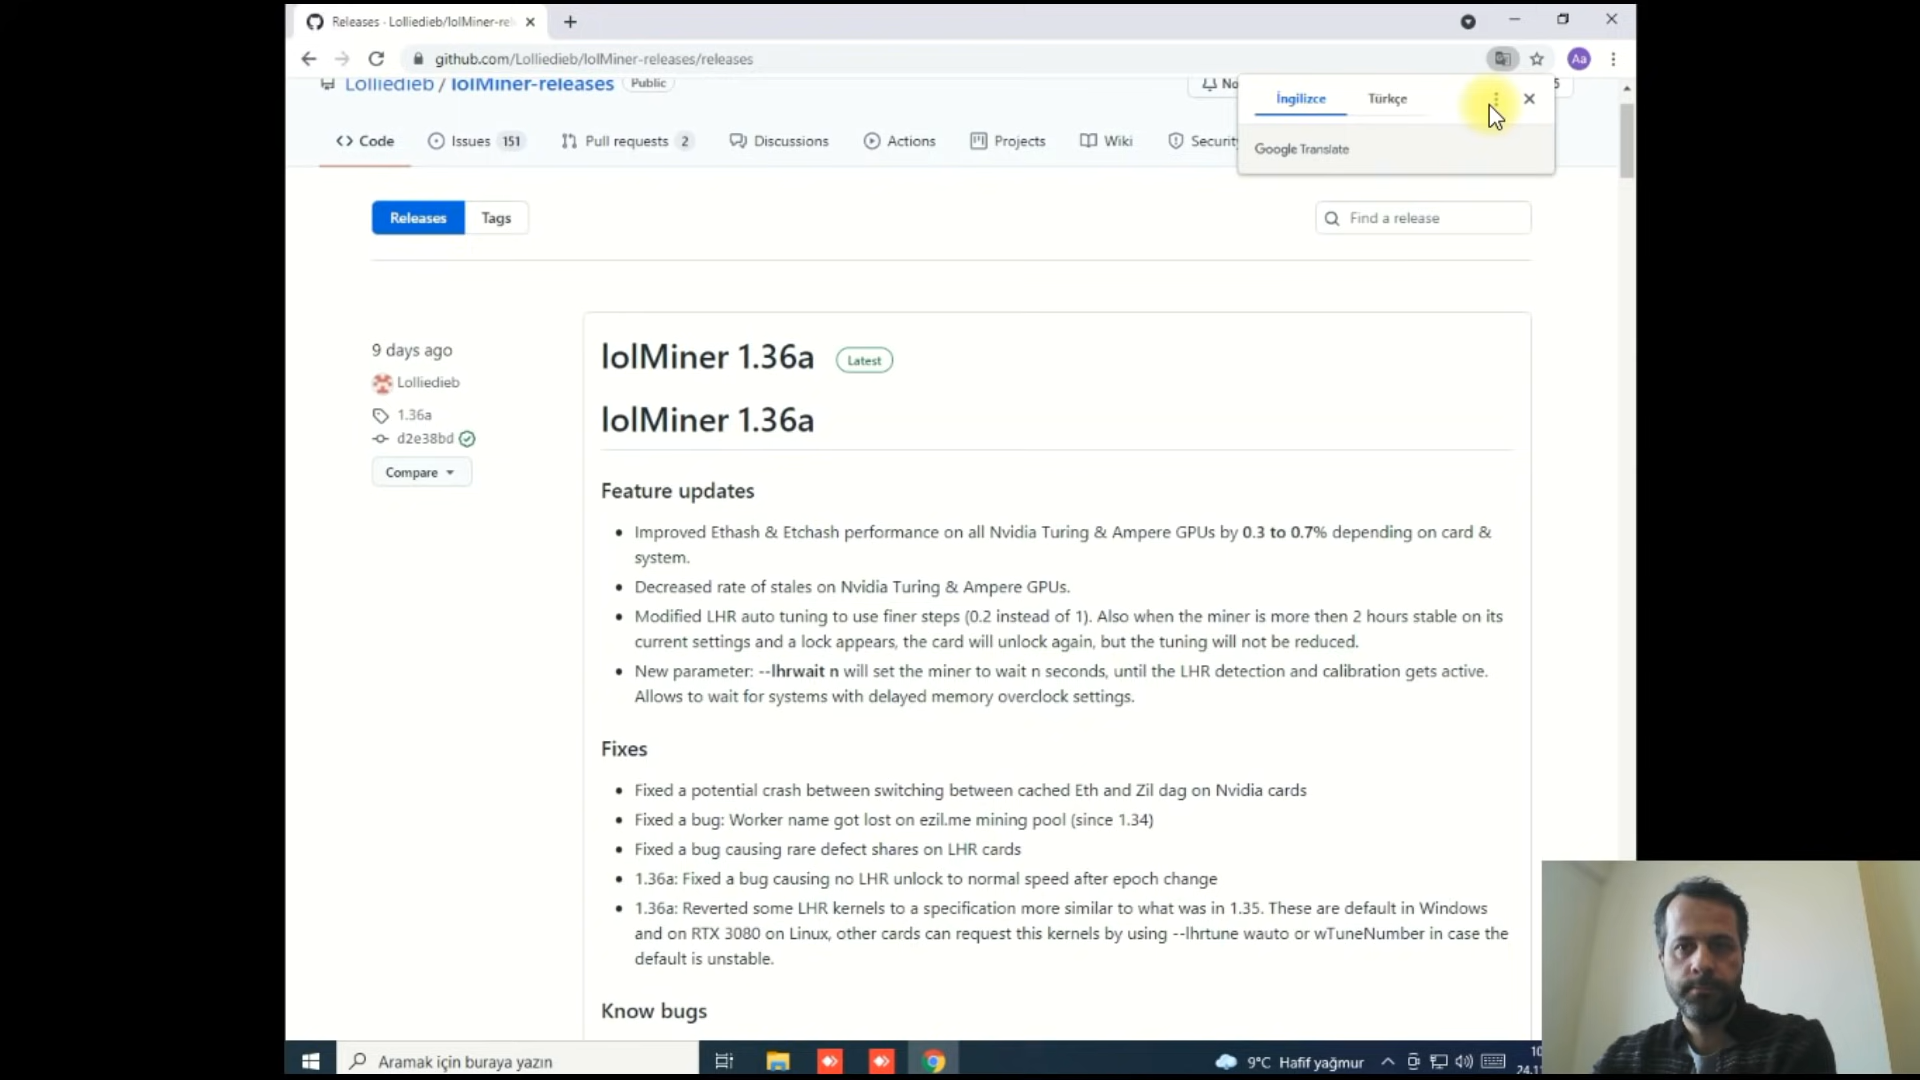 Releases · Lolliedieb/lolMiner-rel
github.com/Lolliedieb/lolMiner-releases/releases
Aa
Lolliedieb / lolMiner-releases Public
No
5
İngilizce Türkçe
Google Translate
Code Issues 151 Pull requests 2 Discussions Actions Projects Wiki Security
Releases Tags
Find a release
9 days ago
Lolliedieb
1.36a
d2e38bd
Compare
lolMiner 1.36a Latest
lolMiner 1.36a
Feature updates
Improved Ethash & Etchash performance on all Nvidia Turing & Ampere GPUs by 0.3 to 0.7% depending on card &
system.
Decreased rate of stales on Nvidia Turing & Ampere GPUs.
Modified LHR auto tuning to use finer steps (0.2 instead of 1). Also when the miner is more then 2 hours stable on its
current settings and a lock appears, the card will unlock again, but the tuning will not be reduced.
New parameter: --lhrwait n will set the miner to wait n seconds, until the LHR detection and calibration gets active.
Allows to wait for systems with delayed memory overclock settings.
Fixes
Fixed a potential crash between switching between cached Eth and Zil dag on Nvidia cards
Fixed a bug: Worker name got lost on ezil.me mining pool (since 1.34)
Fixed a bug causing rare defect shares on LHR cards
1.36a: Fixed a bug causing no LHR unlock to normal speed after epoch change
1.36a: Reverted some LHR kernels to a specification more similar to what was in 1.35. These are default in Windows
and on RTX 3080 on Linux, other cards can request this kernels by using --lhrtune wauto or wTuneNumber in case the
default is unstable.
Know bugs
Aramak için buraya yazın
9°C Hafif yağmur
10
24.11